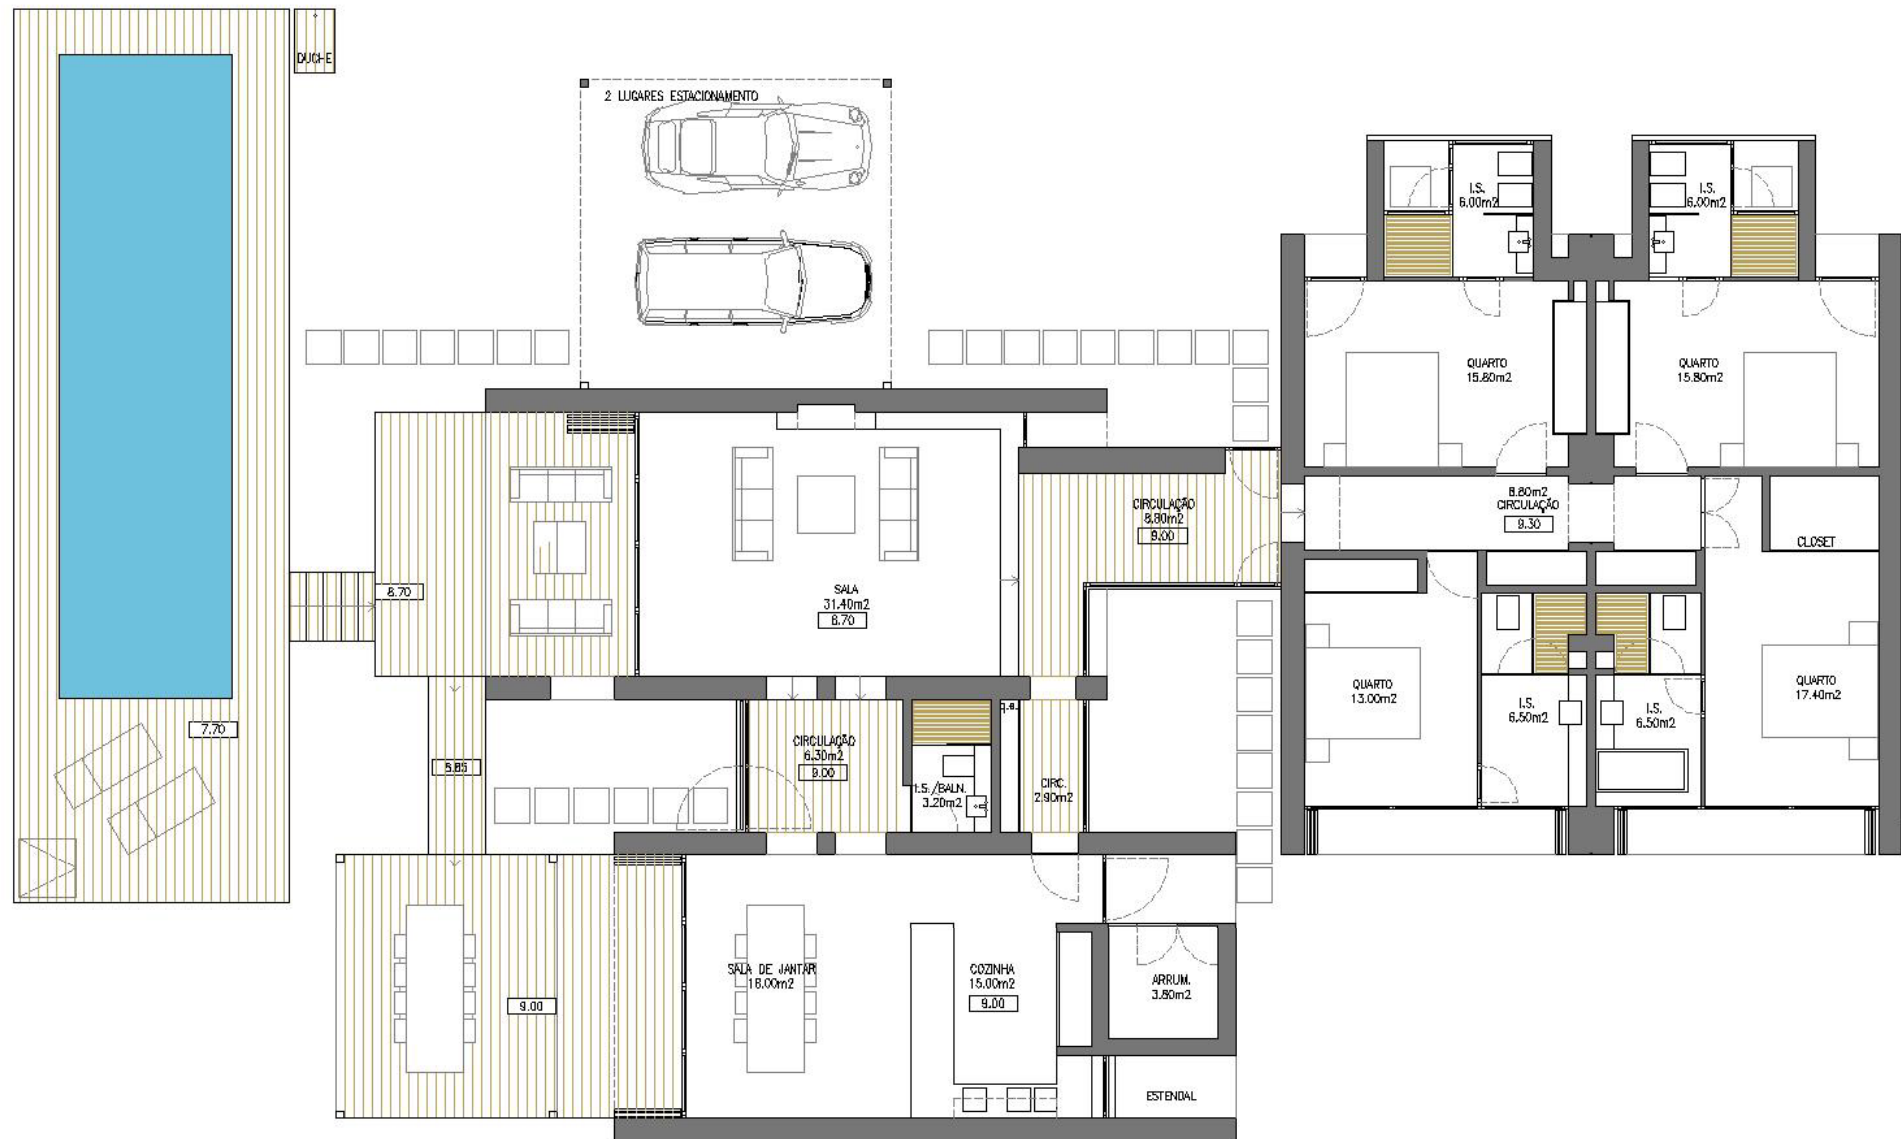 DUCHE
2 LUGARES ESTACIONAMENTO
I.S.
6.00m2
I.S.
6.00m2
QUARTO
15.80m2
QUARTO
15.80m2
CIRCULAÇÃO
8.80m2
9.00
8.80m2
CIRCULAÇÃO
9.30
CLOSET
8.70
SALA
31.40m2
8.70
QUARTO
13.00m2
I.S.
6.50m2
I.S.
6.50m2
QUARTO
17.40m2
7.70
8.85
CIRCULAÇÃO
6.30m2
9.00
q.e.
I.S./BALN.
3.20m2
CIRC.
2.90m2
SALA DE JANTAR
18.00m2
COZINHA
15.00m2
9.00
ARRUM.
3.80m2
9.00
ESTENDAL